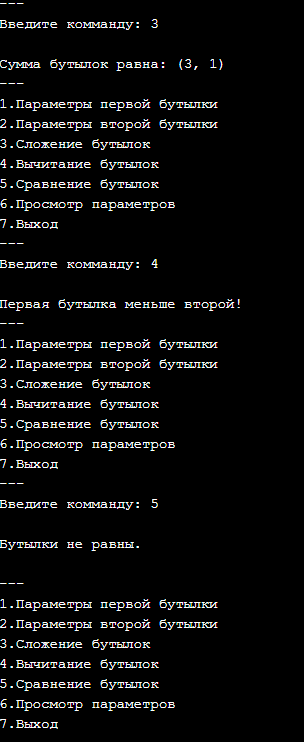 ---
Введите комманду: 3
Сумма бутылок равна: (3, 1)
---
1.Параметры первой бутылки
2.Параметры второй бутылки
3.Сложение бутылок
4.Вычитание бутылок
5.Сравнение бутылок
6.Просмотр параметров
7.Выход
---
Введите комманду: 4
Первая бутылка меньше второй!
---
1.Параметры первой бутылки
2.Параметры второй бутылки
3.Сложение бутылок
4.Вычитание бутылок
5.Сравнение бутылок
6.Просмотр параметров
7.Выход
---
Введите комманду: 5
Бутылки не равны.
---
1.Параметры первой бутылки
2.Параметры второй бутылки
3.Сложение бутылок
4.Вычитание бутылок
5.Сравнение бутылок
6.Просмотр параметров
7.Выход